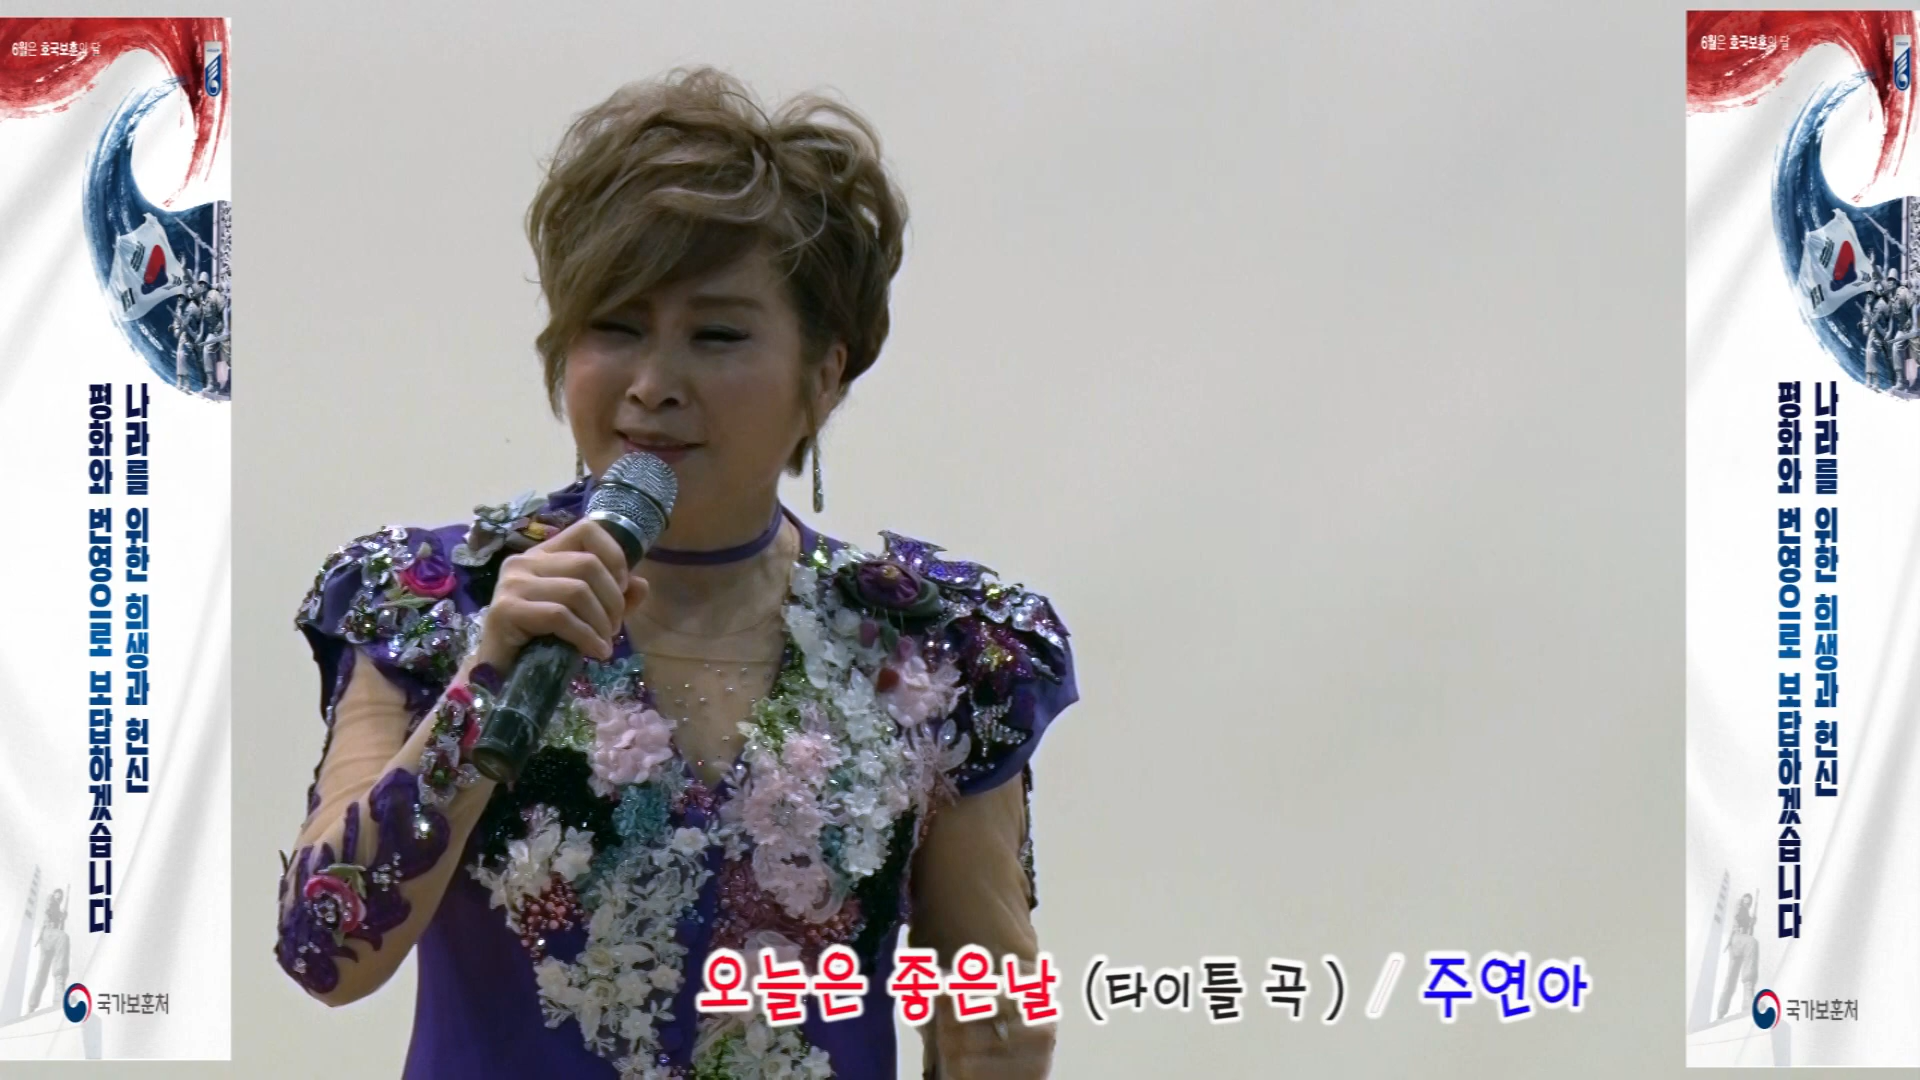 6월은 호국보훈의 달
나라를 위한 희생과 헌신
평화와 번영으로 보답하겠습니다
국가보훈처
오늘은 좋은날 (타이틀 곡) / 주연아
6월은 호국보훈의 달
나라를 위한 희생과 헌신
평화와 번영으로 보답하겠습니다
국가보훈처